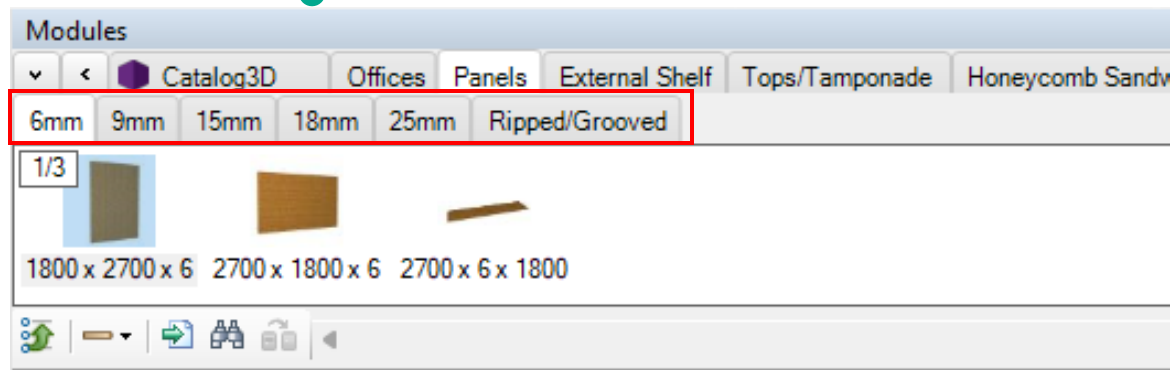 Modules
Catalog3D Offices Panels External Shelf Tops/Tamponade Honeycomb Sandw
6mm 9mm 15mm 18mm 25mm Ripped/Grooved
1/3
1800 x 2700 x 6 2700 x 1800 x 6 2700 x 6 x 1800